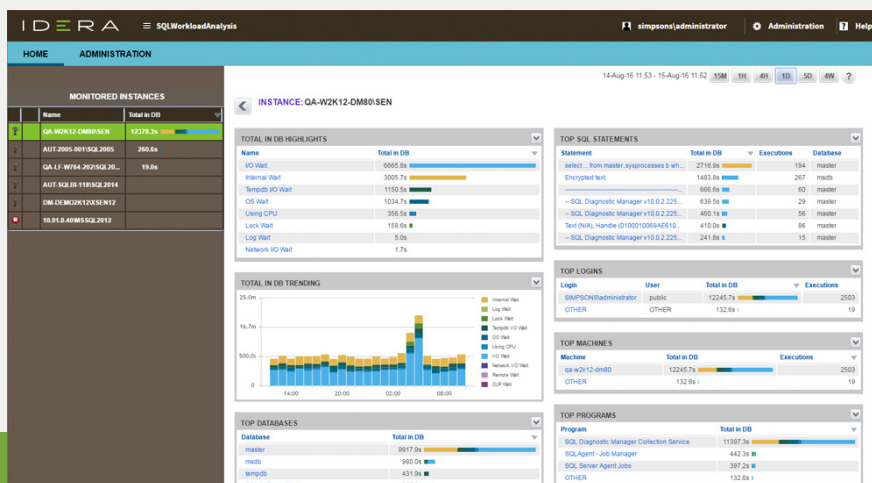 IDERA
SQLWorkloadAnalysis
simpsons\administrator
Administration
Help
HOME
ADMINISTRATION
14-Aug-16 11:53 - 15-Aug-16 11:52 15M 1H 4H 1D 5D 4W ?
MONITORED INSTANCES
Name Total in DB
QA-W2K12-DM80\SEN 12378.3s
AUT-2005-001\SQL2005 260.6s
QA-LF-W764-202\SQL20... 19.0s
AUT-SQLBI-118\SQL2014
DM-DEMO2K12\XSEN12
10.91.0.40\MSSQL2012
INSTANCE: QA-W2K12-DM80\SEN
TOTAL IN DB HIGHLIGHTS
Name Total in DB
I/O Wait 6665.8s
Internal Wait 3005.7s
Tempdb I/O Wait 1150.5s
OS Wait 1034.7s
Using CPU 356.5s
Lock Wait 158.6s
Log Wait 5.0s
Network I/O Wait 1.7s
TOTAL IN DB TRENDING
25.0m
16.7m
500.0s
0
14:00 20:00 02:00 08:00
Internal Wait
Log Wait
Lock Wait
Tempdb I/O Wait
OS Wait
Using CPU
I/O Wait
Network I/O Wait
Remote Wait
CLR Wait
TOP DATABASES
Database Total in DB
master 9917.9s
msdb 980.0s
tempdb 431.9s
TOP SQL STATEMENTS
Statement Total in DB Executions Database
select ... from master..sysprocesses b wh... 2716.9s 194 master
Encrypted text. 1483.8s 267 msdb
666.6s 60 master
-- SQL Diagnostic Manager v10.0.2.225... 639.5s 29 master
-- SQL Diagnostic Manager v10.0.2.225... 460.1s 56 master
Text (N/A), Handle (0100010069AE610... 410.0s 86 master
-- SQL Diagnostic Manager v10.0.2.225... 241.8s 15 master
TOP LOGINS
Login User Total in DB Executions
SIMPSONS\administrator public 12245.7s 2503
OTHER OTHER 132.6s 19
TOP MACHINES
Machine Total in DB Executions
qa-w2k12-dm80 12245.7s 2503
OTHER 132.6s 19
TOP PROGRAMS
Program Total in DB
SQL Diagnostic Manager Collection Service 11397.3s
SQLAgent - Job Manager 442.3s
SQL Server Agent Jobs 397.2s
OTHER 132.6s